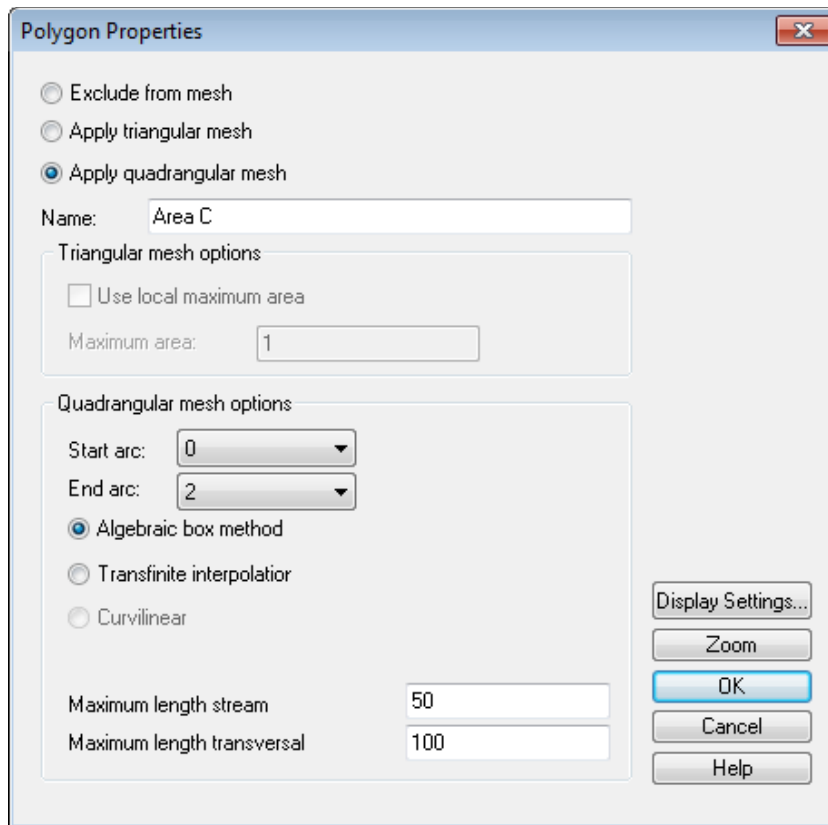 Polygon Properties
Exclude from mesh
Apply triangular mesh
Apply quadrangular mesh
Name: Area C
Triangular mesh options
Use local maximum area
Maximum area: 1
Quadrangular mesh options
Start arc: 0
End arc: 2
Algebraic box method
Transfinite interpolatior
Curvilinear
Maximum length stream 50
Maximum length transversal 100
Display Settings...
Zoom
OK
Cancel
Help